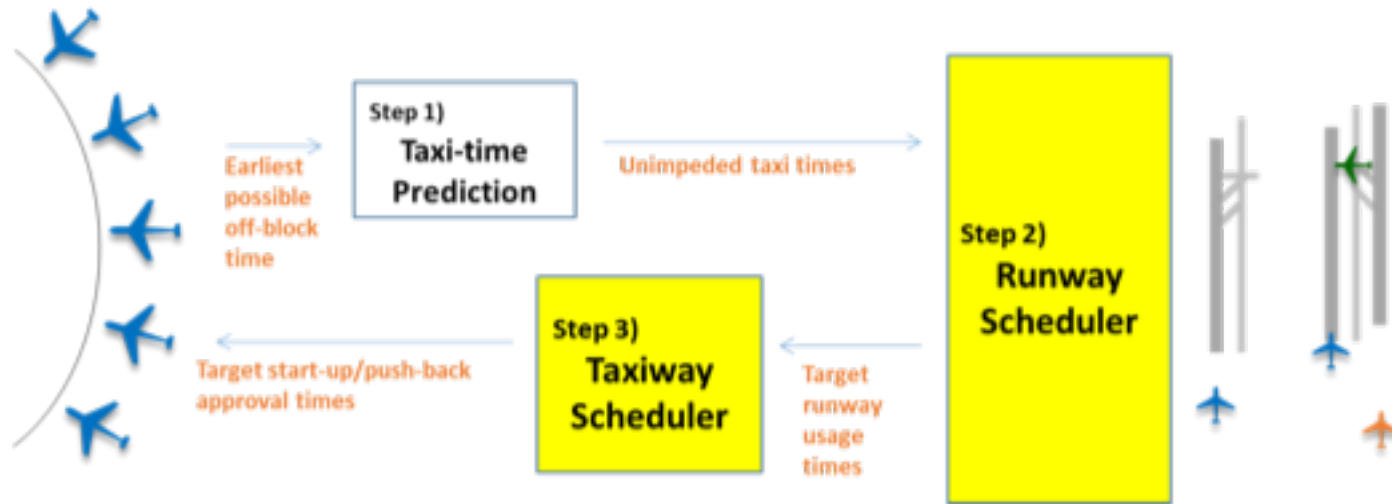 Step 1)
Taxi-time
Prediction
Earliest
possible
off-block
time
Unimpeded taxi times
Step 2)
Runway
Scheduler
Step 3)
Taxiway
Scheduler
Target
runway
usage
times
Target start-up/push-back
approval times